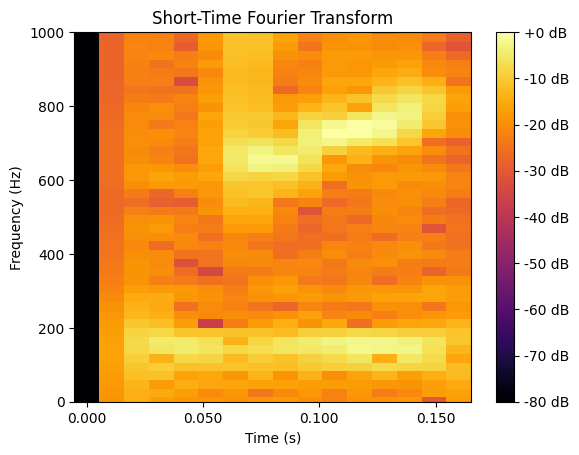 Short-Time Fourier Transform
1000
800
600
400
200
0
Frequency (Hz)
0.000
0.050
0.100
0.150
Time (s)
+0 dB
-10 dB
-20 dB
-30 dB
-40 dB
-50 dB
-60 dB
-70 dB
-80 dB